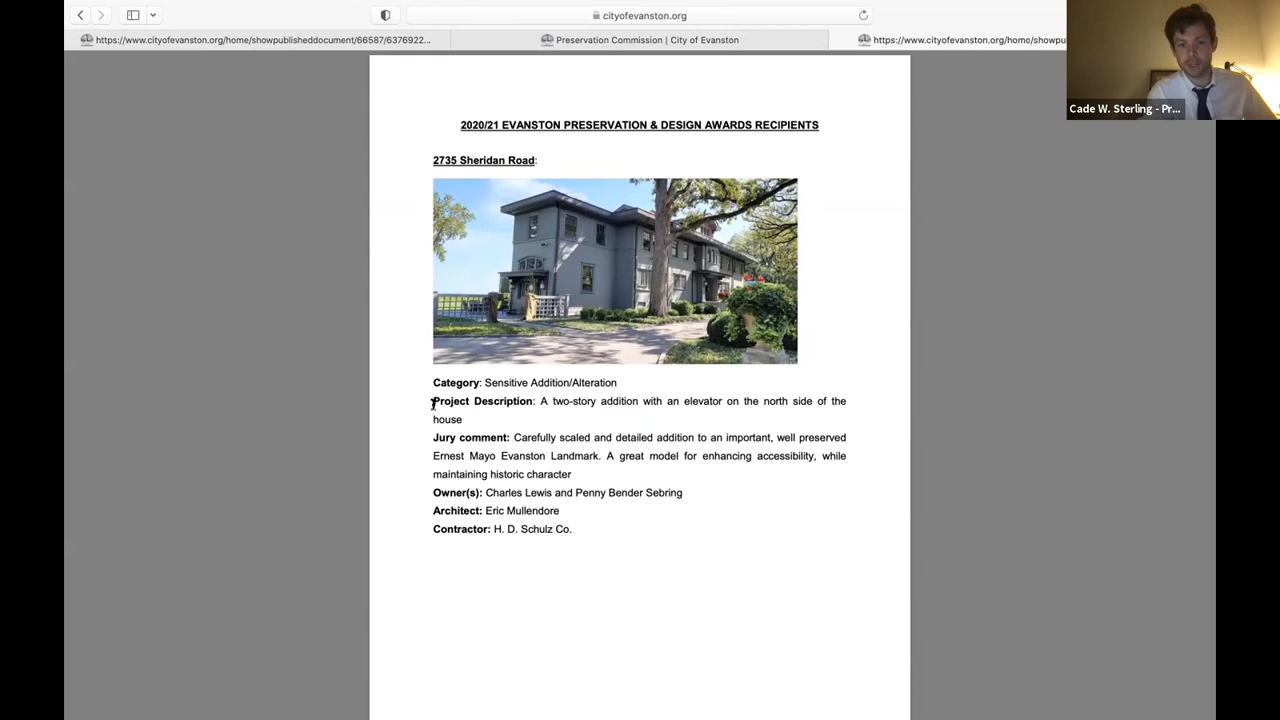 cityofevanston.org
https://www.cityofevanston.org/home/showpublisheddocument/66587/6376922...
Preservation Commission | City of Evanston
https://www.cityofevanston.org/home/showpu
Cade W. Sterling - Pr...
2020/21 EVANSTON PRESERVATION & DESIGN AWARDS RECIPIENTS
2735 Sheridan Road:
Category: Sensitive Addition/Alteration
Project Description: A two-story addition with an elevator on the north side of the
house
Jury comment: Carefully scaled and detailed addition to an important, well preserved
Ernest Mayo Evanston Landmark. A great model for enhancing accessibility, while
maintaining historic character
Owner(s): Charles Lewis and Penny Bender Sebring
Architect: Eric Mullendore
Contractor: H. D. Schulz Co.